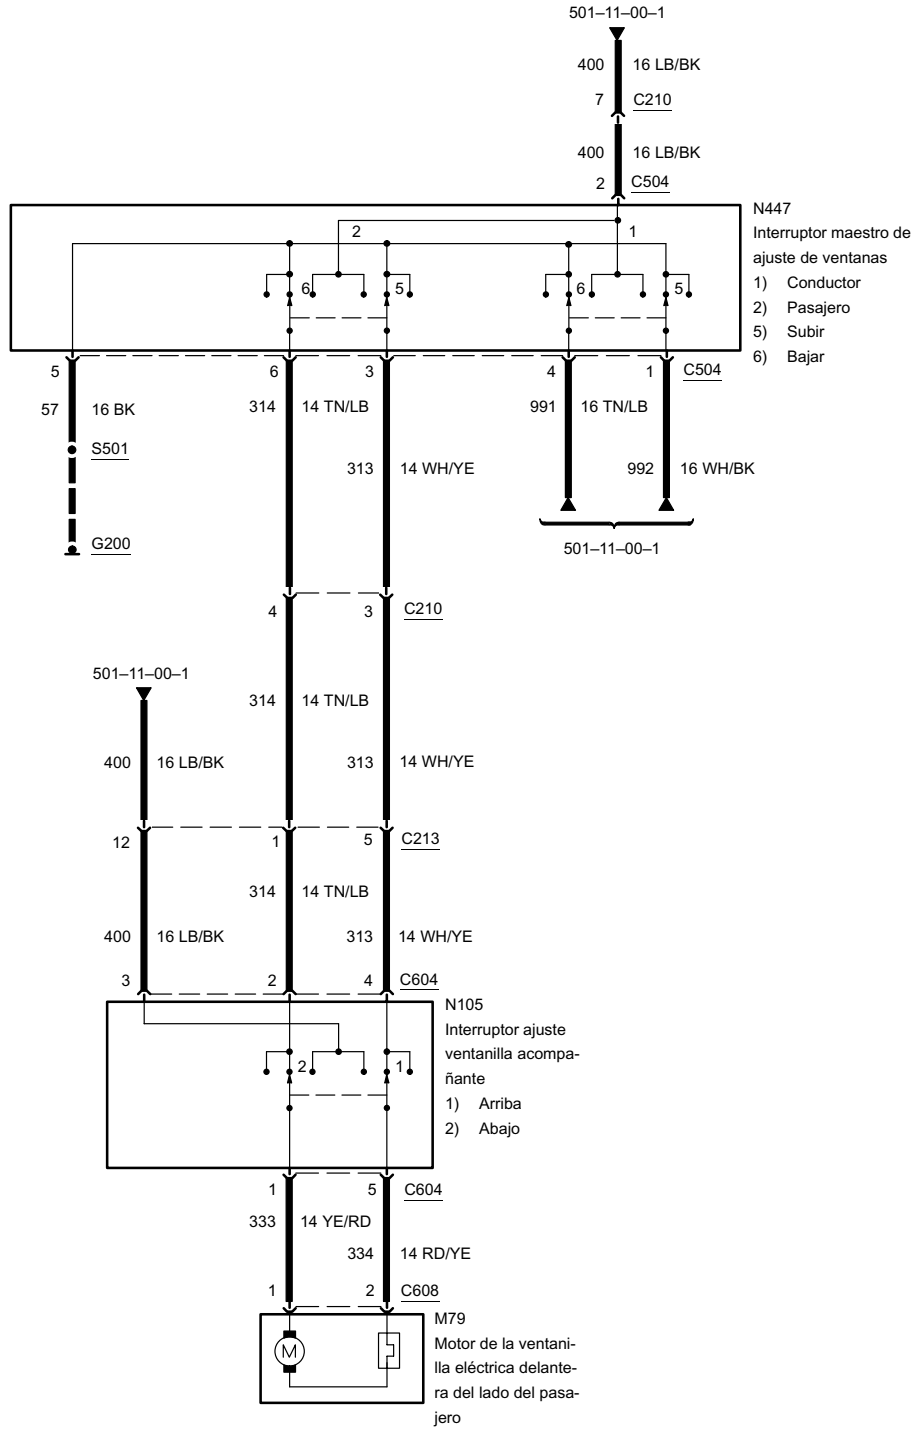 501–11–00–1
400 16 LB/BK
7 C210
400 16 LB/BK
2 C504
N447
Interruptor maestro de
ajuste de ventanas
1) Conductor
2) Pasajero
5) Subir
6) Bajar
2 1
6 5 6 5
5 6 3 4 1 C504
57 16 BK
314 14 TN/LB
991 16 TN/LB
S501
313 14 WH/YE
992 16 WH/BK
G200
501–11–00–1
4 3 C210
501–11–00–1
314 14 TN/LB
400 16 LB/BK
313 14 WH/YE
12 1 5 C213
314 14 TN/LB
400 16 LB/BK
313 14 WH/YE
3 2 4 C604
N105
Interruptor ajuste
ventanilla acompa-
ñante
1) Arriba
2) Abajo
2 1
1 5 C604
333 14 YE/RD
334 14 RD/YE
1 2 C608
M79
Motor de la ventani-
lla eléctrica delante-
ra del lado del pasa-
jero
M